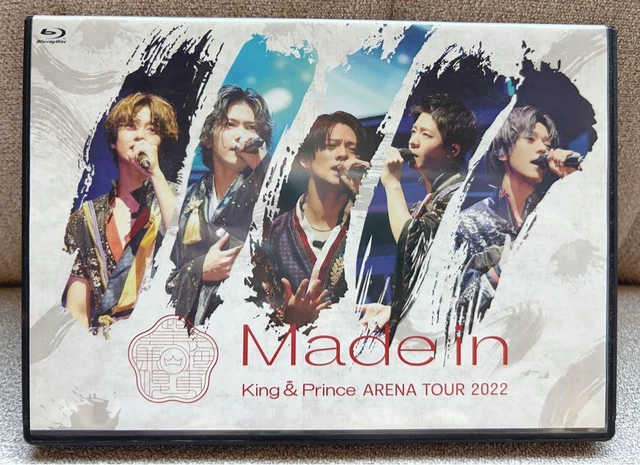 Blu-ray Disc
Made in
King & Prince ARENA TOUR 2022